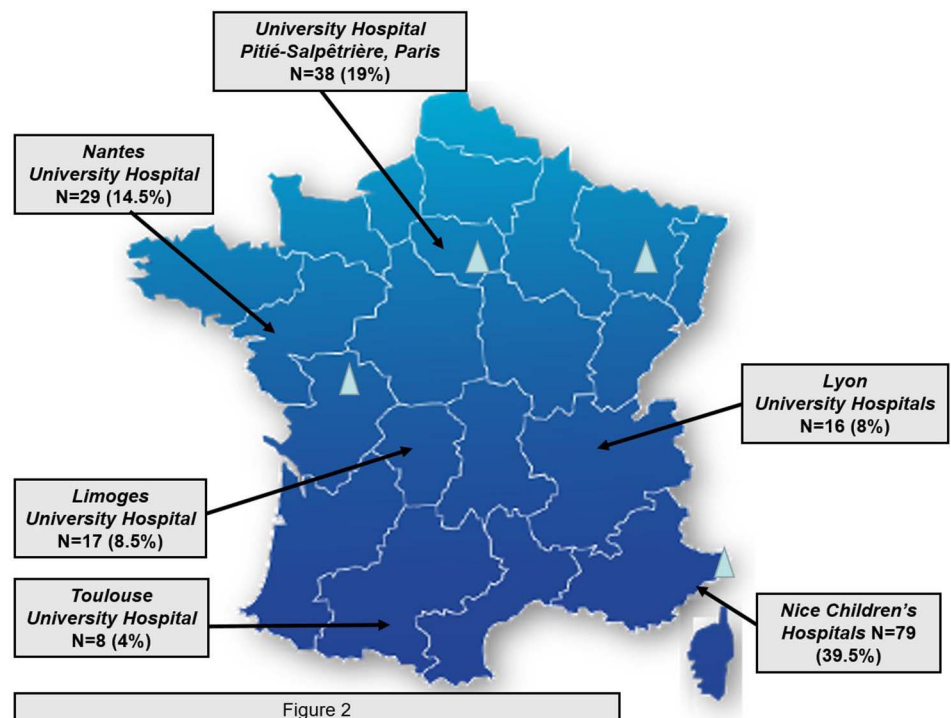 University Hospital
Pitié-Salpêtrière, Paris
N=38 (19%)
Nantes
University Hospital
N=29 (14.5%)
Lyon
University Hospitals
N=16 (8%)
Limoges
University Hospital
N=17 (8.5%)
Toulouse
University Hospital
N=8 (4%)
Nice Children's
Hospitals N=79
(39.5%)
Figure 2